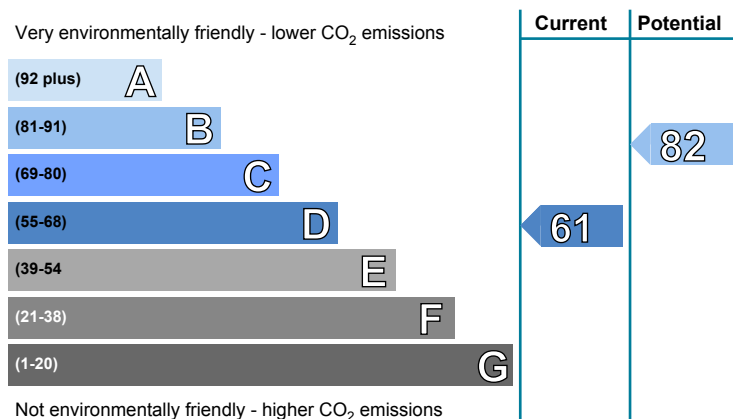 Current Potential
Very environmentally friendly - lower CO₂ emissions
(92 plus) A
(81-91) B
82
(69-80) C
(55-68) D
61
(39-54 E
(21-38) F
(1-20) G
Not environmentally friendly - higher CO₂ emissions